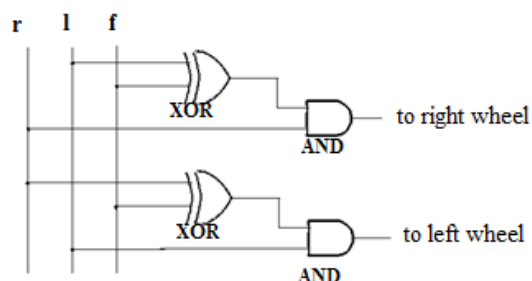 r l f
XOR
to right wheel
AND
XOR
to left wheel
AND